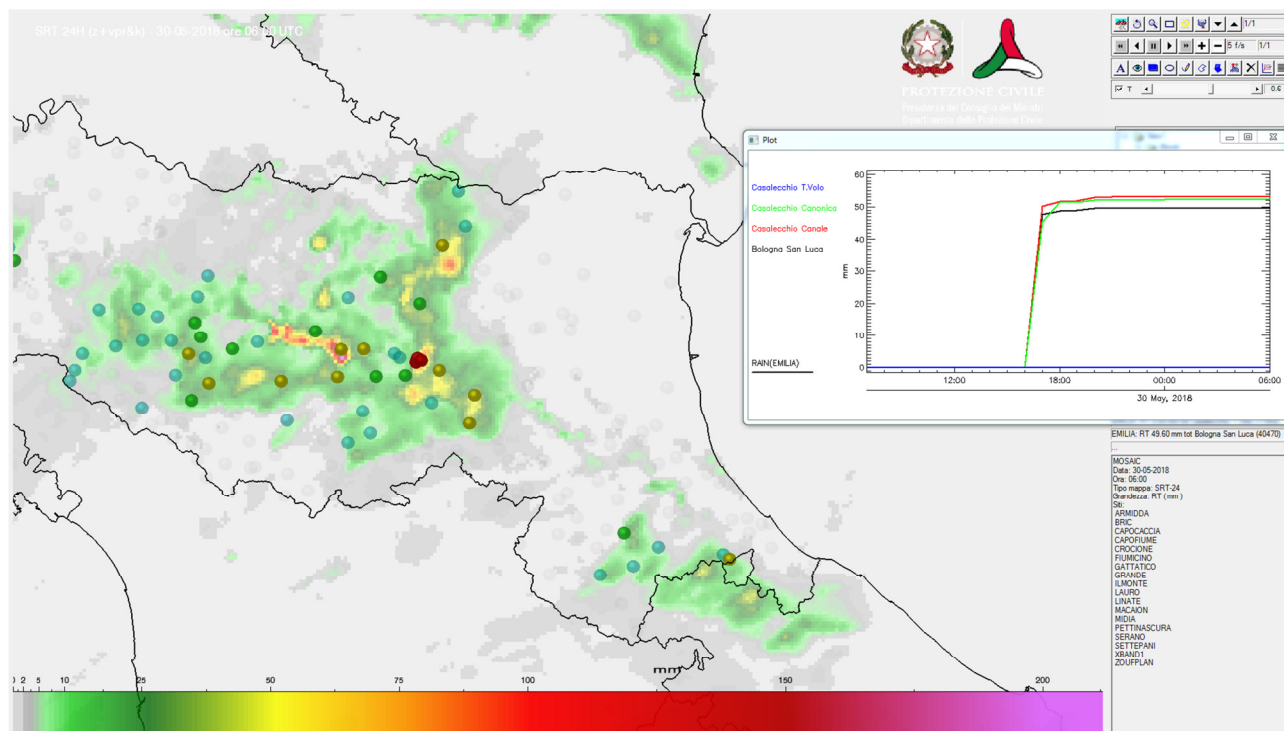 SRT 24H (z+vpr&k) - 30-05-2018 ore 06:00 UTC
PROTEZIONE CIVILE
Presidenza del Consiglio dei Ministri
Dipartimento della Protezione Civile
1/1
5 f/s
1/1
T
0.6
Plot
Casalecchio T.Volo
Casalecchio Canonica
Casalecchio Canale
Bologna San Luca
RAIN(EMILIA)
mm
60
50
40
30
20
10
0
12:00
18:00
00:00
06:00
30 May, 2018
EMILIA: RT 49.60 mm tot Bologna San Luca (40470)
...
MOSAIC
Data: 30-05-2018
Ora: 06:00
Tipo mappa: SRT-24
Grandezza: RT (mm)
Siti:
ARMIDDA
BRIC
CAPOCACCIA
CAPOFIUME
CROCIONE
FIUMICINO
GATTATICO
GRANDE
ILMONTE
LAURO
LINATE
MACAION
MIDIA
PETTINASCURA
SERANO
SETTEPANI
XBAND1
ZOUFPLAN
mm
2 5 10 25 50 75 100 150 200